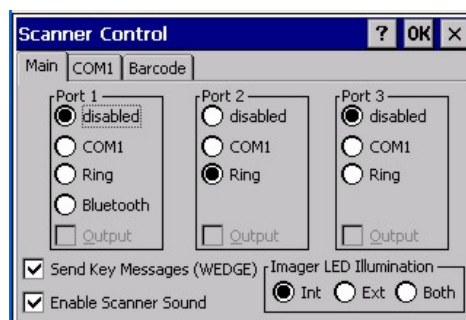 Scanner Control ? OK ×
Main COM1 Barcode
Port 1 Port 2 Port 3
disabled disabled disabled
COM1 COM1 COM1
Ring Ring Ring
Bluetooth
Output Output Output
Send Key Messages (WEDGE) Imager LED Illumination
Enable Scanner Sound Int Ext Both